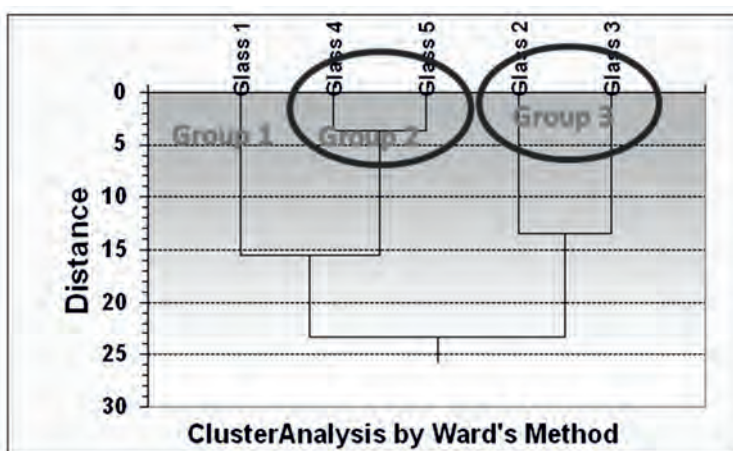 Glass 1
Glass 4
Glass 5
Glass 2
Glass 3
0
5
10
15
20
25
30
Distance
Group 1
Group 2
Group 3
ClusterAnalysis by Ward's Method